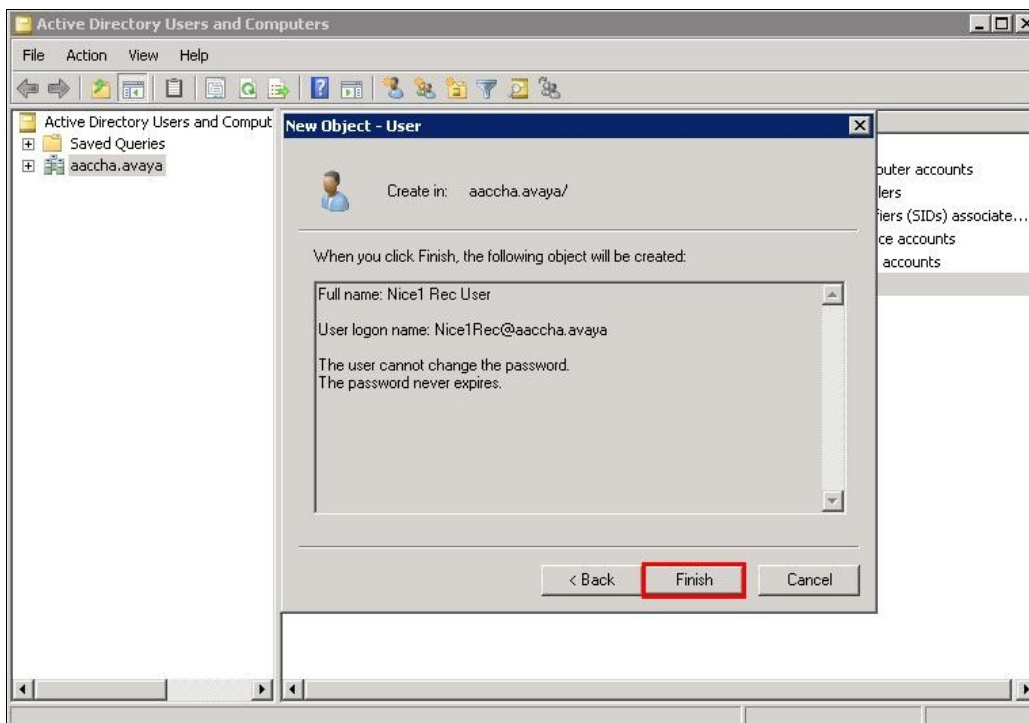 Active Directory Users and Computers
File Action View Help
Active Directory Users and Comput
Saved Queries
aaccha.avaya
New Object - User
Create in: aaccha.avaya/
When you click Finish, the following object will be created:
Full name: Nice1 Rec User
User logon name: Nice1Rec@aaccha.avaya
The user cannot change the password.
The password never expires.
< Back Finish Cancel
puter accounts
lers
fiers (SIDs) associate...
ce accounts
accounts